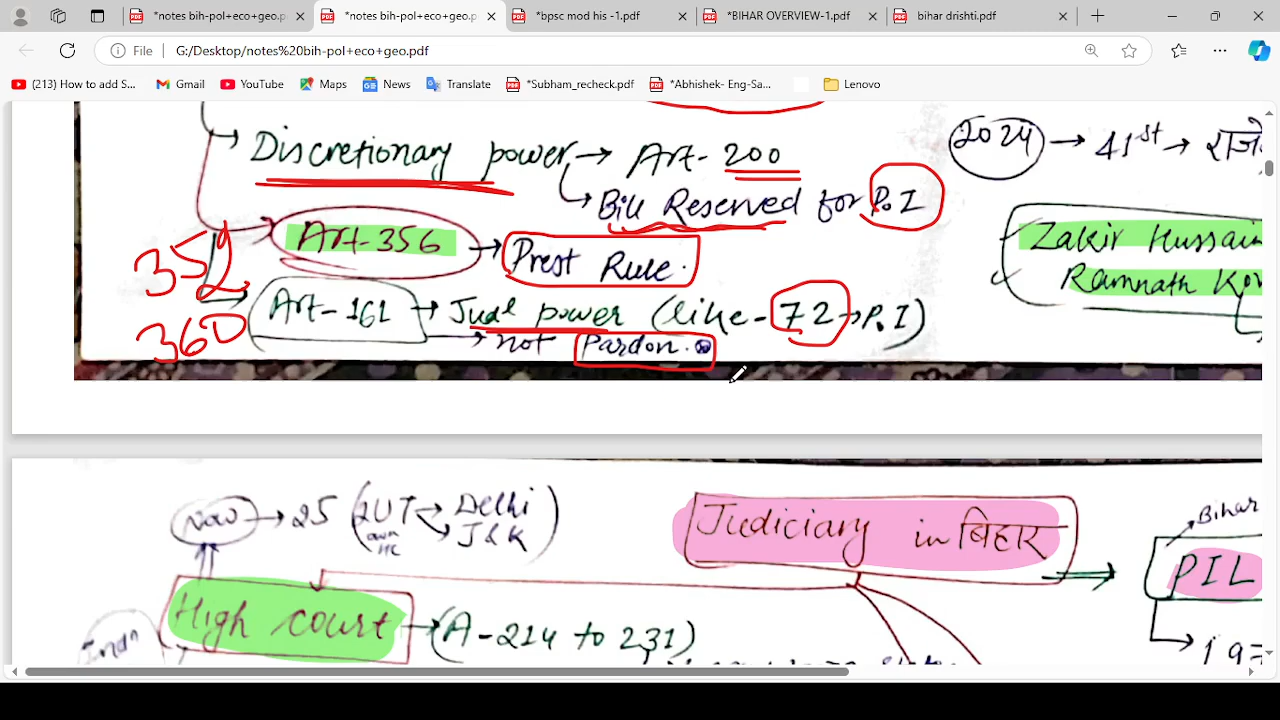 *notes bih-pol+eco+geo.p
*notes bih-pol+eco+geo.p
*bpsc mod his -1.pdf
*BIHAR OVERVIEW-1.pdf
bihar drishti.pdf
File
G:/Desktop/notes%20bih-pol+eco+geo.pdf
(213) How to add S...
Gmail
YouTube
Maps
News
Translate
*Subham_recheck.pdf
*Abhishek- Eng-Sa...
Lenovo
Discretionary power → Art- 200
Bill Reserved for P.I
2024 → 41st →
352
Art-356 → Prest Rule.
Zakir Hussain
Ramnath Kov
360
Art-161 → Judl power (like- 72 → P.I)
not Pardon.
Now → 25 (2UT → Delhi
own HC
J&K)
Judiciary in बिहार
Bihar
PIL
High court → (A-214 to 231)
Indn